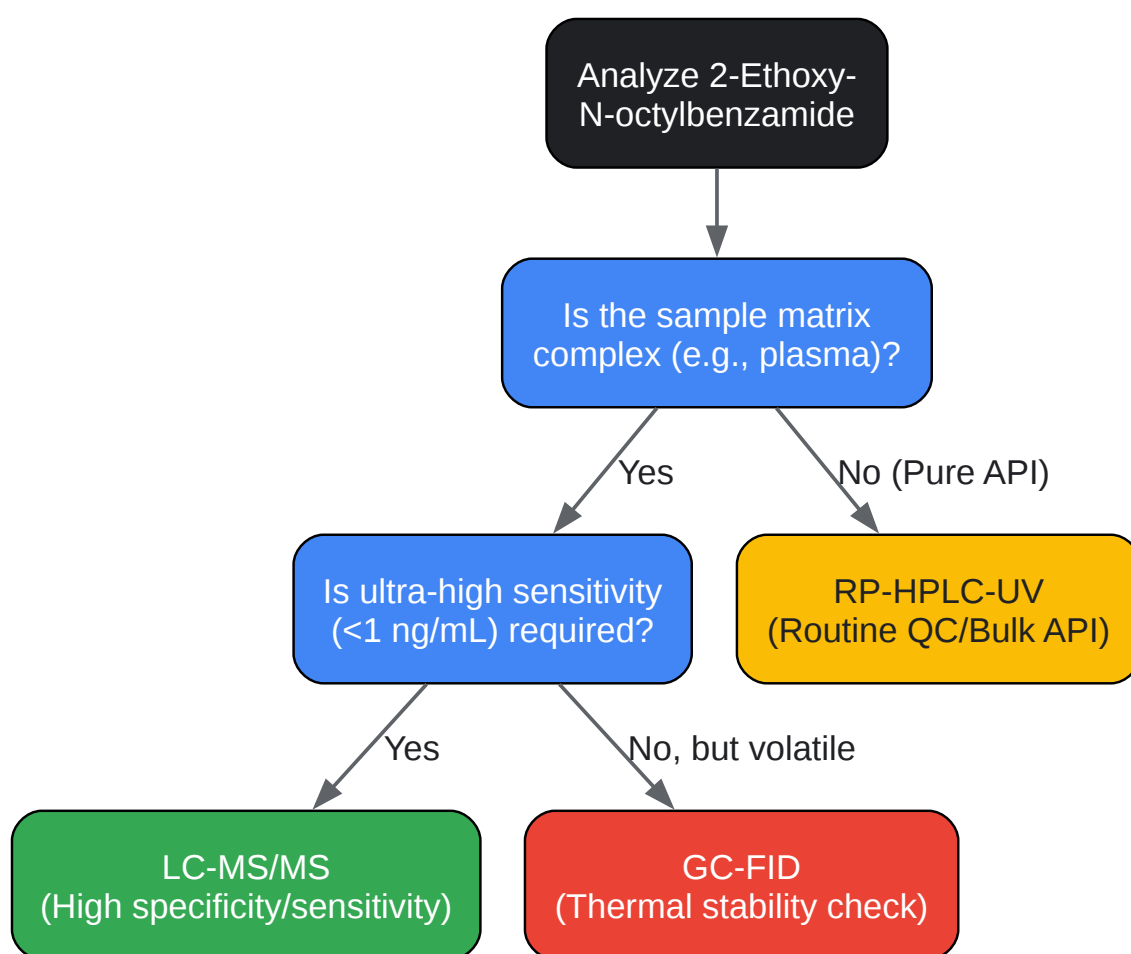 Analyze 2-Ethoxy-
N-octylbenzamide
Is the sample matrix
complex (e.g., plasma)?
Yes
No (Pure API)
Is ultra-high sensitivity
(<1 ng/mL) required?
RP-HPLC-UV
(Routine QC/Bulk API)
Yes
No, but volatile
LC-MS/MS
(High specificity/sensitivity)
GC-FID
(Thermal stability check)